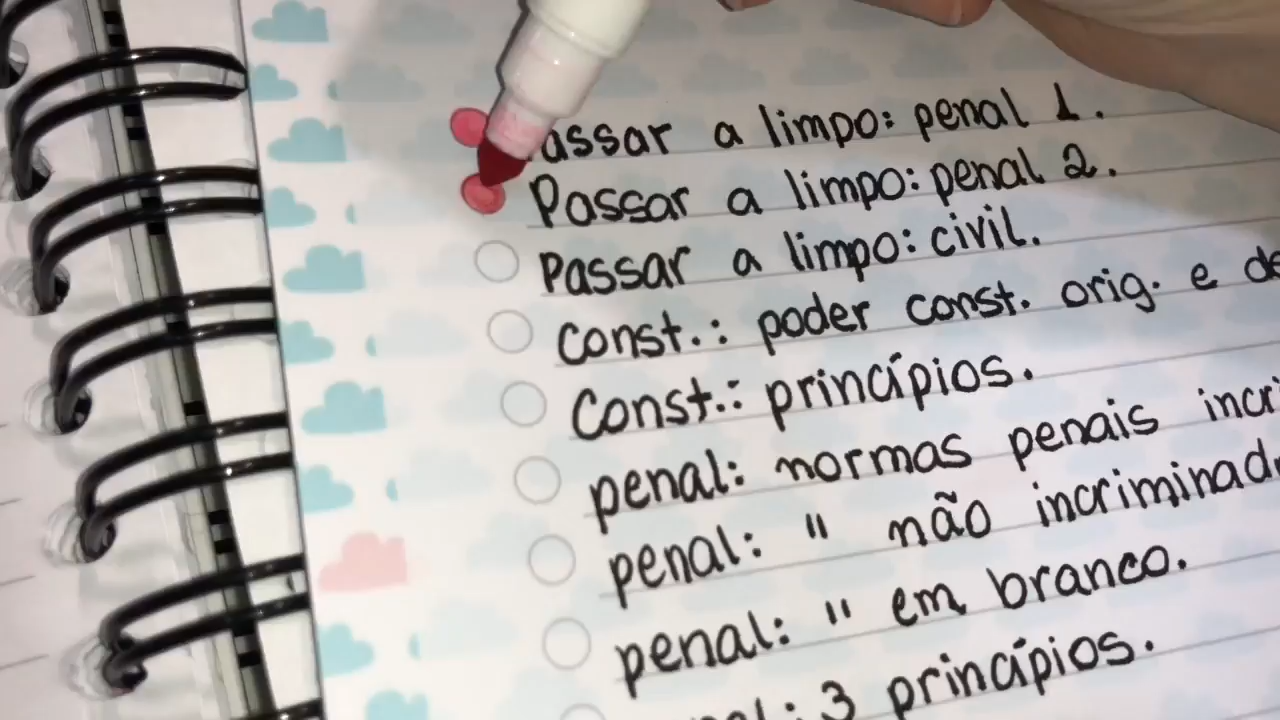 assar a limpo: penal 1.
Passar a limpo: penal 2.
Passar a limpo: civil.
Const.: poder const. orig. e
Const.: princípios.
penal: normas penais
penal: " não
penal: " em branco.
3 princípios.